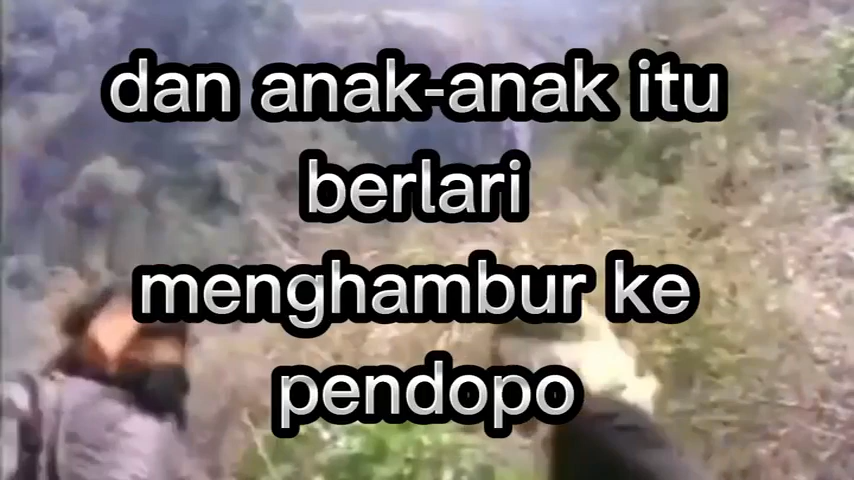 dan anak-anak itu
berlari
menghambur ke
pendopo